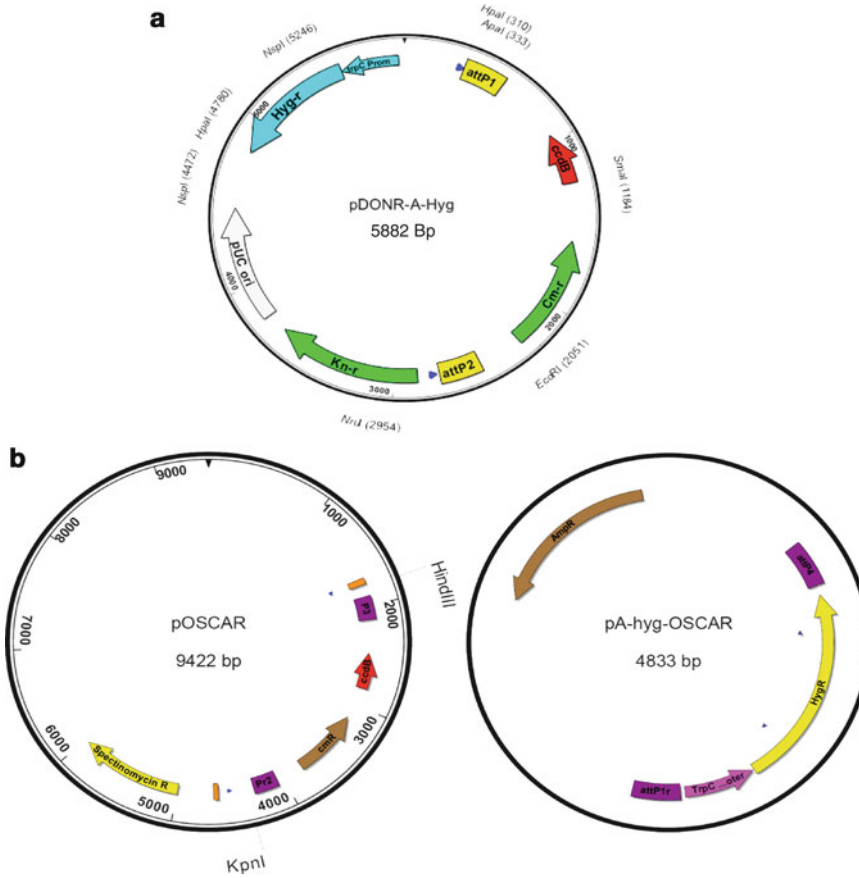 a
HpaI (310)
ApaI (333)
NspI (5246)
TrpC Prom
attP1
Hyg-r
5000
HpaI (4780)
1000
ccdB
NspI (4472)
SmaI (1184)
pDONR-A-Hyg
5882 Bp
pUC ori
4000
Cm-r
2000
EcoRI (2051)
attP2
Kn-r
3000
NruI (2954)
b
9000
1000
8000
HindIII
AmpR
attP4
P3
2000
7000
pOSCAR
9422 bp
pA-hyg-OSCAR
4833 bp
ccdB
HygR
3000
cmR
6000
Spectinomycin R
Pr2
4000
5000
attP1r
TrpC ...oter
KpnI